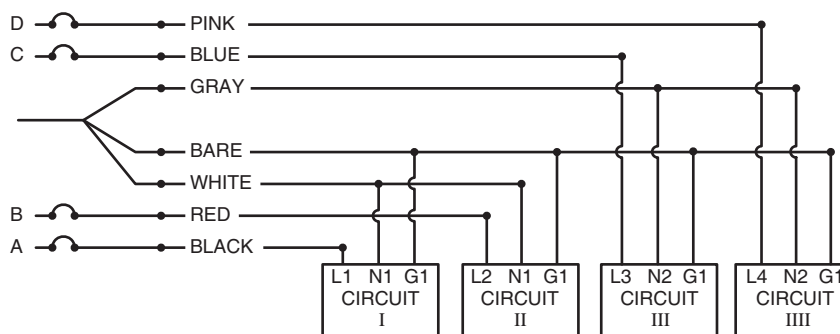 D PINK
C BLUE
GRAY
BARE
WHITE
B RED
A BLACK
L1 N1 G1
CIRCUIT
I
L2 N1 G1
CIRCUIT
II
L3 N2 G1
CIRCUIT
III
L4 N2 G1
CIRCUIT
IIII